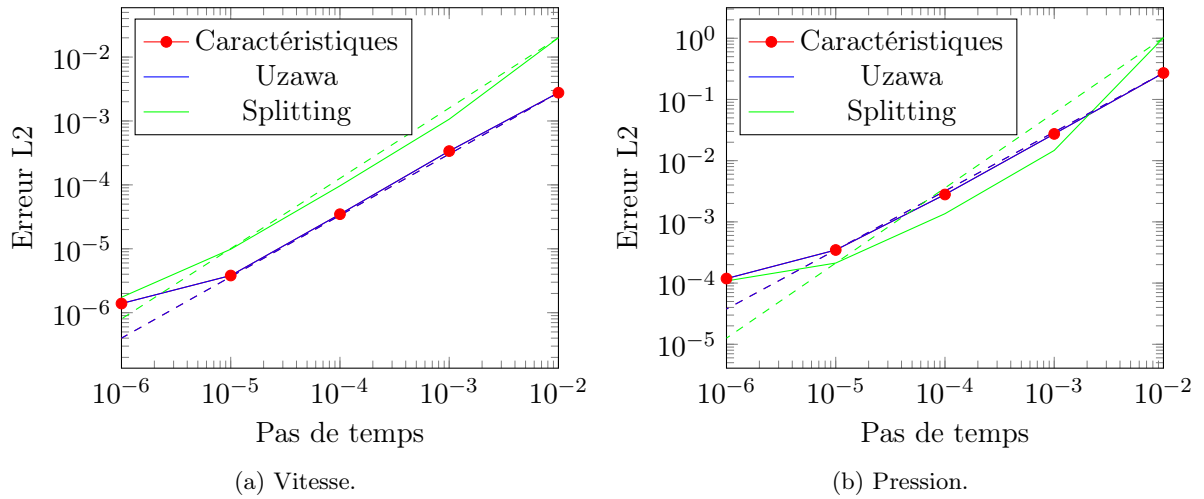 Caractéristiques
Uzawa
Splitting
10^{-2}
10^{-3}
10^{-4}
10^{-5}
10^{-6}
Erreur L2
10^{-6} 10^{-5} 10^{-4} 10^{-3} 10^{-2}
Pas de temps
(a) Vitesse.
Caractéristiques
Uzawa
Splitting
10^{0}
10^{-1}
10^{-2}
10^{-3}
10^{-4}
10^{-5}
Erreur L2
10^{-6} 10^{-5} 10^{-4} 10^{-3} 10^{-2}
Pas de temps
(b) Pression.